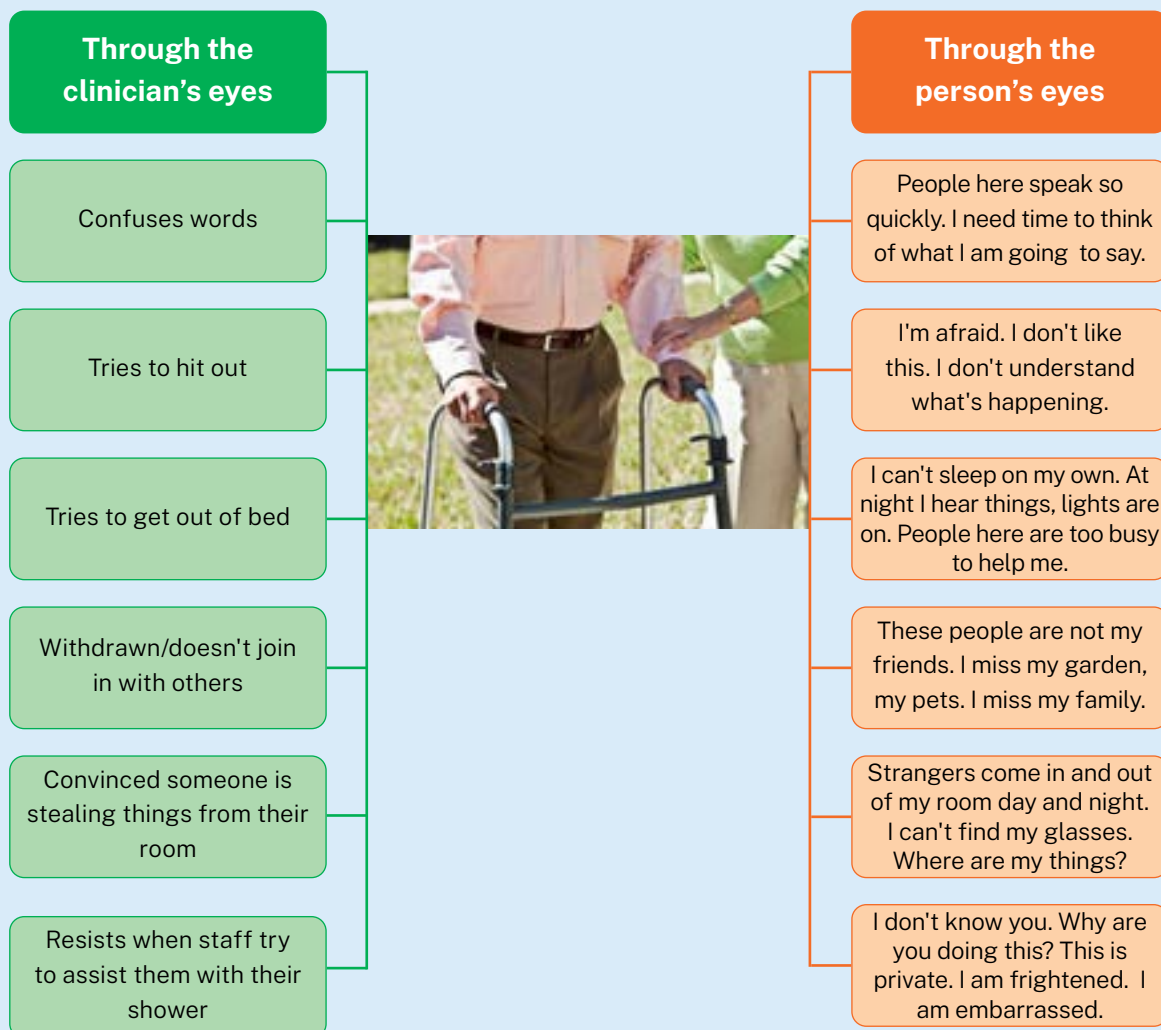 Through the
clinician’s eyes
Confuses words
Tries to hit out
Tries to get out of bed
Withdrawn/doesn't join
in with others
Convinced someone is
stealing things from their
room
Resists when staff try
to assist them with their
shower
Through the
person’s eyes
People here speak so
quickly. I need time to think
of what I am going  to say.
I'm afraid. I don't like
this. I don't understand
what's happening.
I can't sleep on my own. At
night I hear things, lights are
on. People here are too busy
to help me.
These people are not my
friends. I miss my garden,
my pets. I miss my family.
Strangers come in and out
of my room day and night.
I can't find my glasses.
Where are my things?
I don't know you. Why are
you doing this? This is
private. I am frightened.  I
am embarrassed.